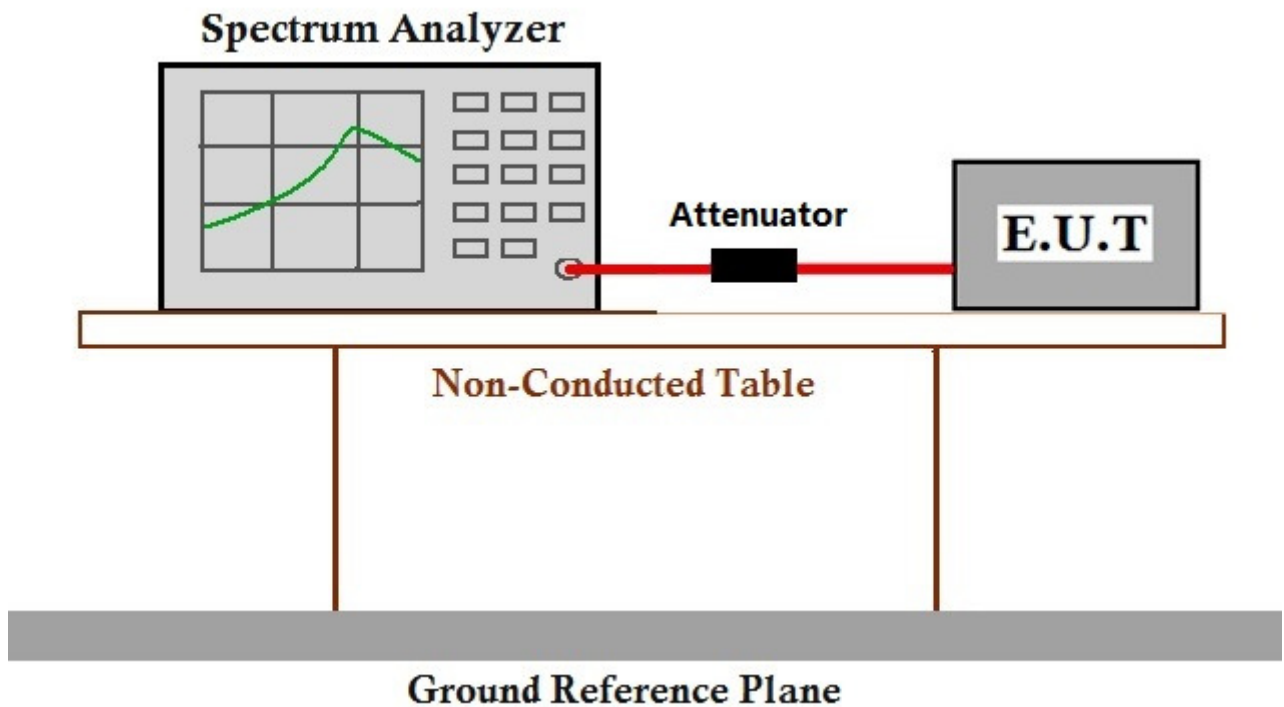 Spectrum Analyzer
Attenuator
E.U.T
Non-Conducted Table
Ground Reference Plane